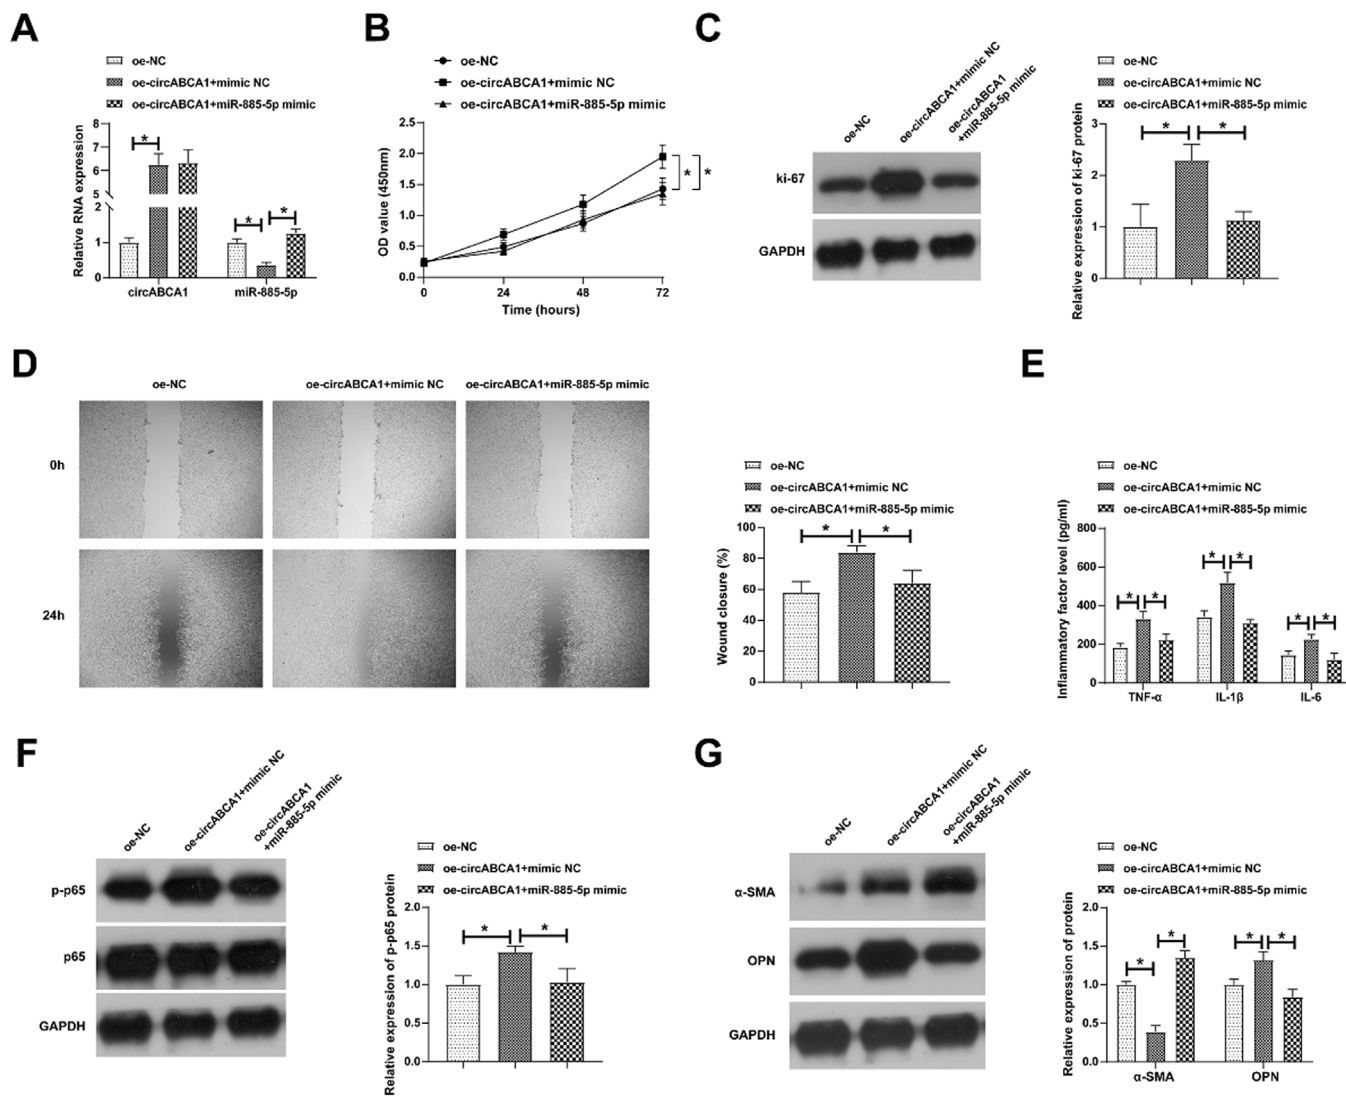 A
oe-NC
oe-circABCA1+mimic NC
oe-circABCA1+miR-885-5p mimic
Relative RNA expression
8
6
5
2
1
0
*
*
*
circABCA1
miR-885-5p
B
oe-NC
oe-circABCA1+mimic NC
oe-circABCA1+miR-885-5p mimic
OD value (450nm)
2.5
2.0
1.5
1.0
0.5
0.0
*
*
0
24
48
72
Time (hours)
C
oe-NC
oe-circABCA1+mimic NC
oe-circABCA1
+miR-885-5p mimic
ki-67
GAPDH
oe-NC
oe-circABCA1+mimic NC
oe-circABCA1+miR-885-5p mimic
Relative expression of ki-67 protein
3
2
1
0
*
*
D
oe-NC
oe-circABCA1+mimic NC
oe-circABCA1+miR-885-5p mimic
0h
24h
oe-NC
oe-circABCA1+mimic NC
oe-circABCA1+miR-885-5p mimic
Wound closure (%)
100
80
60
40
20
0
*
*
E
oe-NC
oe-circABCA1+mimic NC
oe-circABCA1+miR-885-5p mimic
Inflammatory factor level (pg/ml)
800
600
400
200
0
*
*
*
*
*
*
TNF-α
IL-1β
IL-6
F
oe-NC
oe-circABCA1+mimic NC
oe-circABCA1
+miR-885-5p mimic
p-p65
p65
GAPDH
oe-NC
oe-circABCA1+mimic NC
oe-circABCA1+miR-885-5p mimic
Relative expression of p-p65 protein
2.0
1.5
1.0
0.5
0.0
*
*
G
oe-NC
oe-circABCA1+mimic NC
oe-circABCA1
+miR-885-5p mimic
α-SMA
OPN
GAPDH
oe-NC
oe-circABCA1+mimic NC
oe-circABCA1+miR-885-5p mimic
Relative expression of protein
2.0
1.5
1.0
0.5
0.0
*
*
*
*
α-SMA
OPN